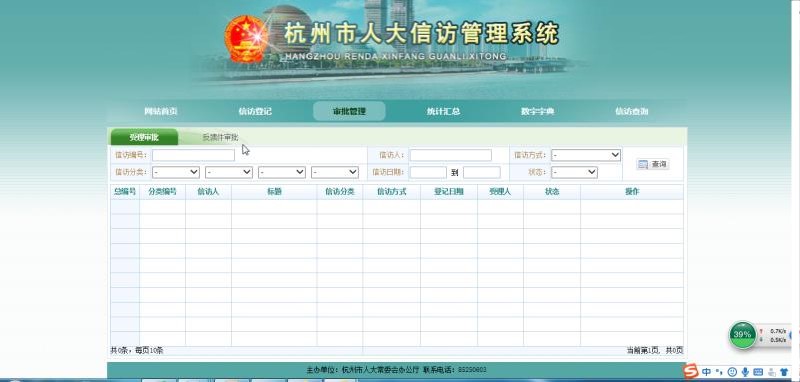 杭州市人大信访管理系统
HANGZHOU RENDA XINFANG GUANLIXITONG
网站首页 信访登记 审批管理 统计汇总 数字字典 信访查询
受理审批 反馈件审批
信访编号： 信访人： 信访方式： -
查询
信访分类： - - - - 信访日期： 到 状态： -
总编号 分类编号 信访人 标题 信访分类 信访方式 登记日期 受理人 状态 操作
39% 0.7K/s
0.5K/s
共0条，每页10条 当前第1页，共0页
主办单位：杭州市人大常委会办公厅 联系电话：85250603
S 中